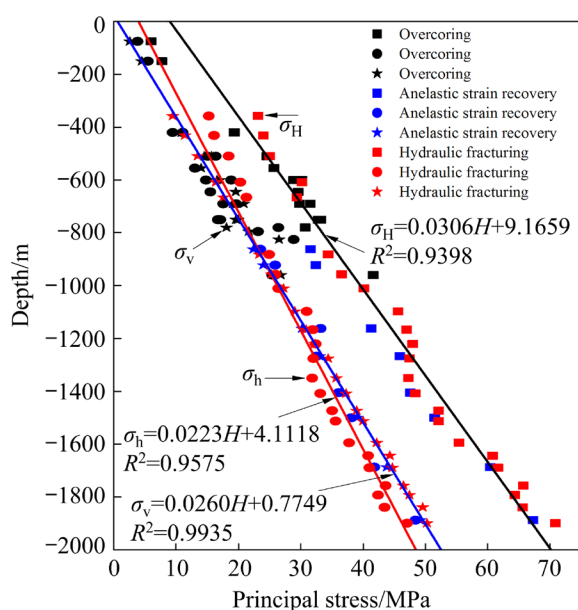 0
−200
−400
−600
−800
−1000
−1200
−1400
−1600
−1800
−2000
Depth/m
0 10 20 30 40 50 60 70 80
Principal stress/MPa
Overcoring
Overcoring
Overcoring
Anelastic strain recovery
Anelastic strain recovery
Anelastic strain recovery
Hydraulic fracturing
Hydraulic fracturing
Hydraulic fracturing
σH
σv
σH=0.0306H+9.1659
R²=0.9398
σh
σh=0.0223H+4.1118
R²=0.9575
σv=0.0260H+0.7749
R²=0.9935